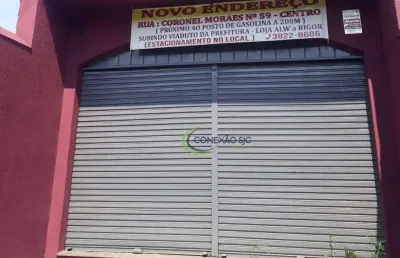 NOVO ENDEREÇO
RUA : CORONEL MORAES Nº 59 - CENTRO
( PROXIMO AO POSTO DE GASOLINA A 200M )
SUBINDO VIADUTO DA PREFEITURA - LOJA ALW a RIGOR
(ESTACIONAMENTO NO LOCAL ) 3922-8686
CONEXÃO SJC